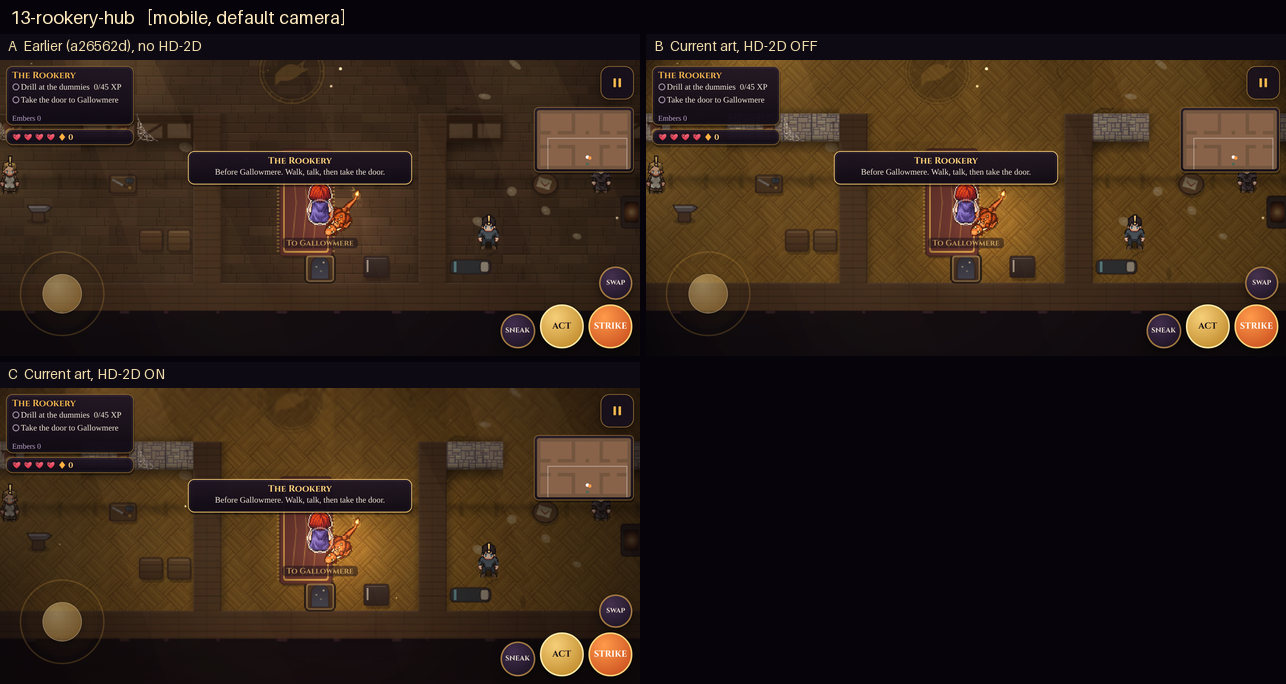 13-rookery-hub [mobile, default camera]
A Earlier (a26562d), no HD-2D
THE ROOKERY
Drill at the dummies 0/45 XP
Take the door to Gallowmere
Embers 0
0
THE ROOKERY
Before Gallowmere. Walk, talk, then take the door.
TO GALLOWMERE
SWAP
SNEAK
ACT
STRIKE
B Current art, HD-2D OFF
THE ROOKERY
Drill at the dummies 0/45 XP
Take the door to Gallowmere
Embers 0
0
THE ROOKERY
Before Gallowmere. Walk, talk, then take the door.
TO GALLOWMERE
SWAP
SNEAK
ACT
STRIKE
C Current art, HD-2D ON
THE ROOKERY
Drill at the dummies 0/45 XP
Take the door to Gallowmere
Embers 0
0
THE ROOKERY
Before Gallowmere. Walk, talk, then take the door.
TO GALLOWMERE
SWAP
SNEAK
ACT
STRIKE